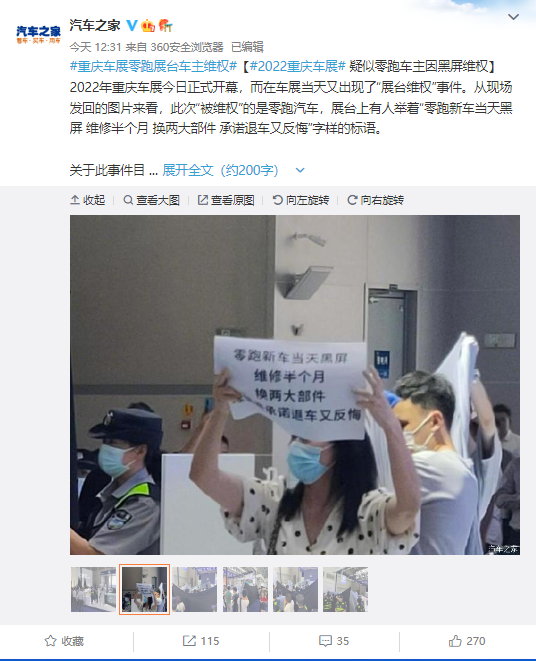 汽车之家
看车·买车·用车
汽车之家
今天 12:31 来自 360安全浏览器 已编辑
#重庆车展零跑展台车主维权#【#2022重庆车展# 疑似零跑车主因黑屏维权】
2022年重庆车展今日正式开幕，而在车展当天又出现了“展台维权”事件。从现场
发回的图片来看，此次“被维权”的是零跑汽车，展台上有人举着“零跑新车当天黑
屏 维修半个月 换两大部件 承诺退车又反悔”字样的标语。
关于此事件目 ... 展开全文（约200字）
收起
查看大图
查看原图
向左旋转
向右旋转
零跑新车当天黑屏
维修半个月
换两大部件
承诺退车又反悔
汽车之家
收藏
115
35
270